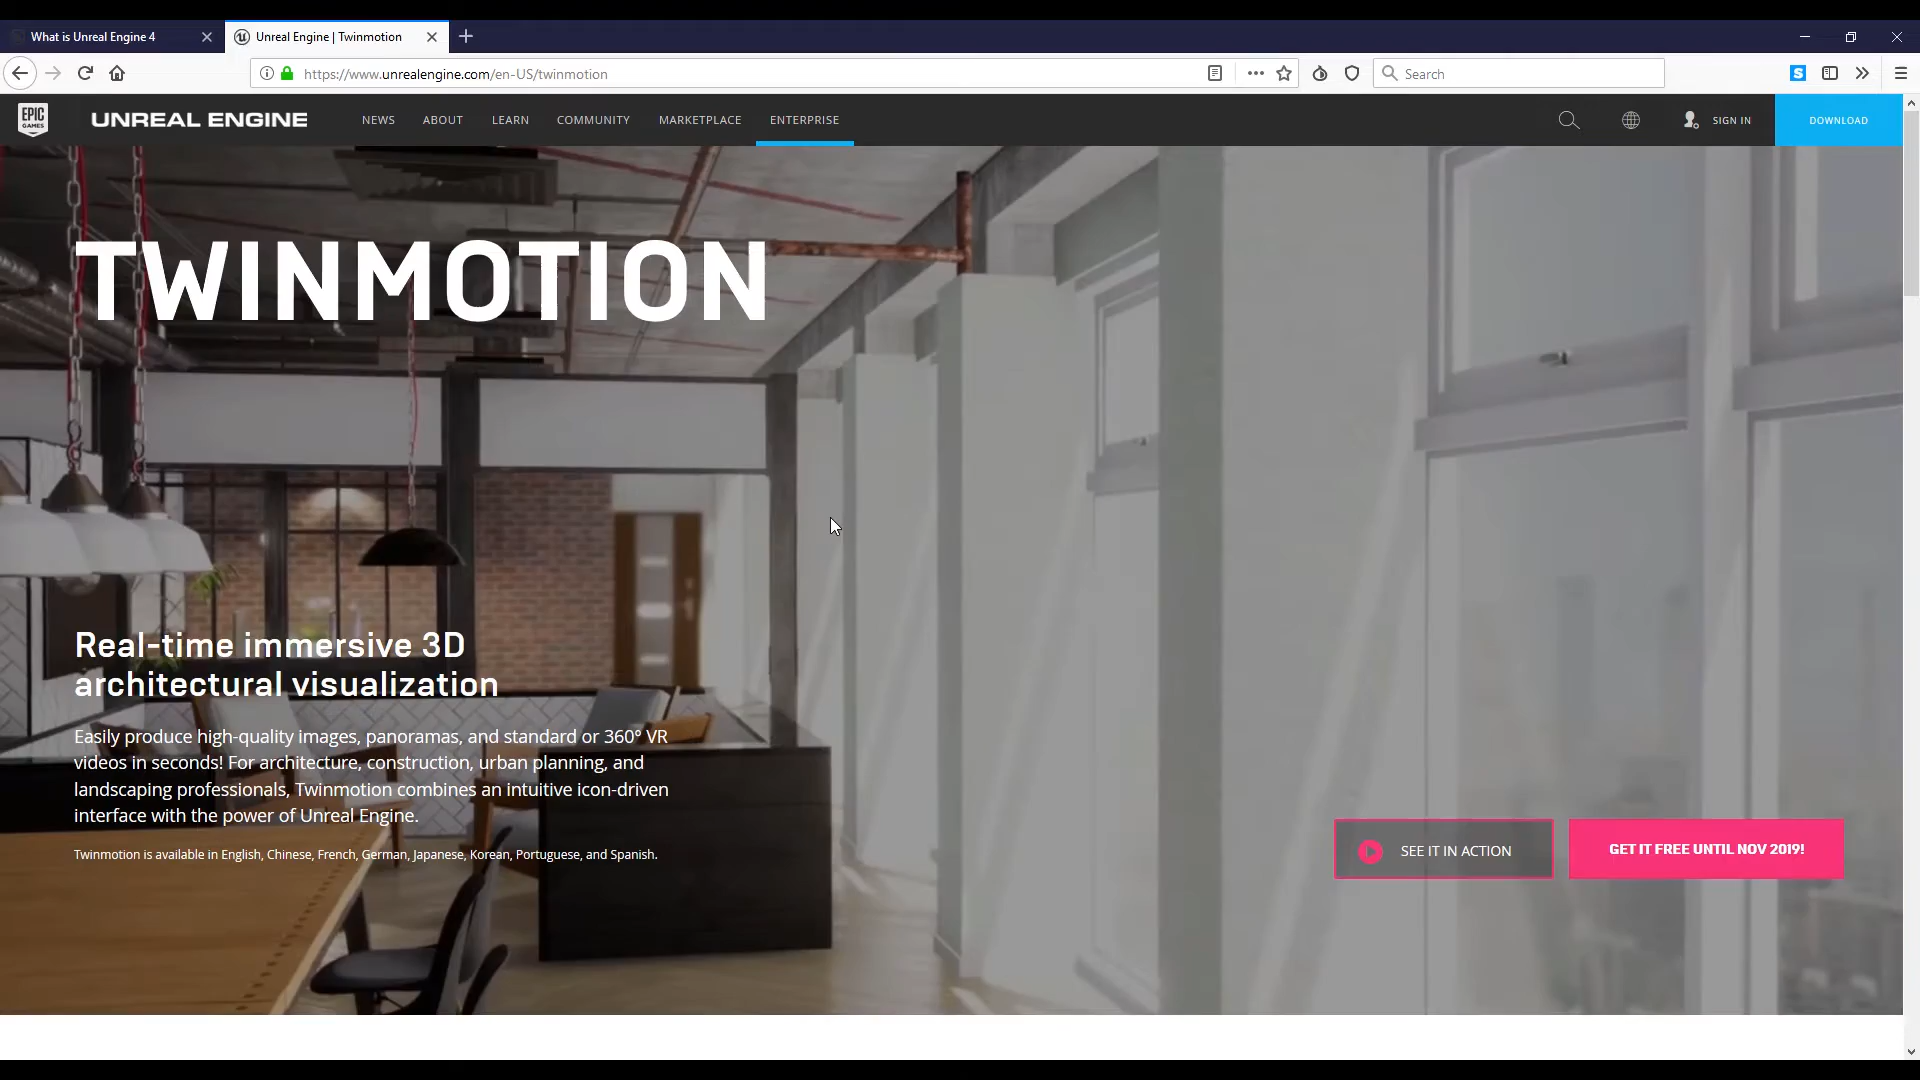 What is Unreal Engine 4
Unreal Engine | Twinmotion
https://www.unrealengine.com/en-US/twinmotion
Search
EPIC GAMES
UNREAL ENGINE
NEWS
ABOUT
LEARN
COMMUNITY
MARKETPLACE
ENTERPRISE
SIGN IN
DOWNLOAD
TWINMOTION
Real-time immersive 3D
architectural visualization
Easily produce high-quality images, panoramas, and standard or 360° VR
videos in seconds! For architecture, construction, urban planning, and
landscaping professionals, Twinmotion combines an intuitive icon-driven
interface with the power of Unreal Engine.
Twinmotion is available in English, Chinese, French, German, Japanese, Korean, Portuguese, and Spanish.
SEE IT IN ACTION
GET IT FREE UNTIL NOV 2019!